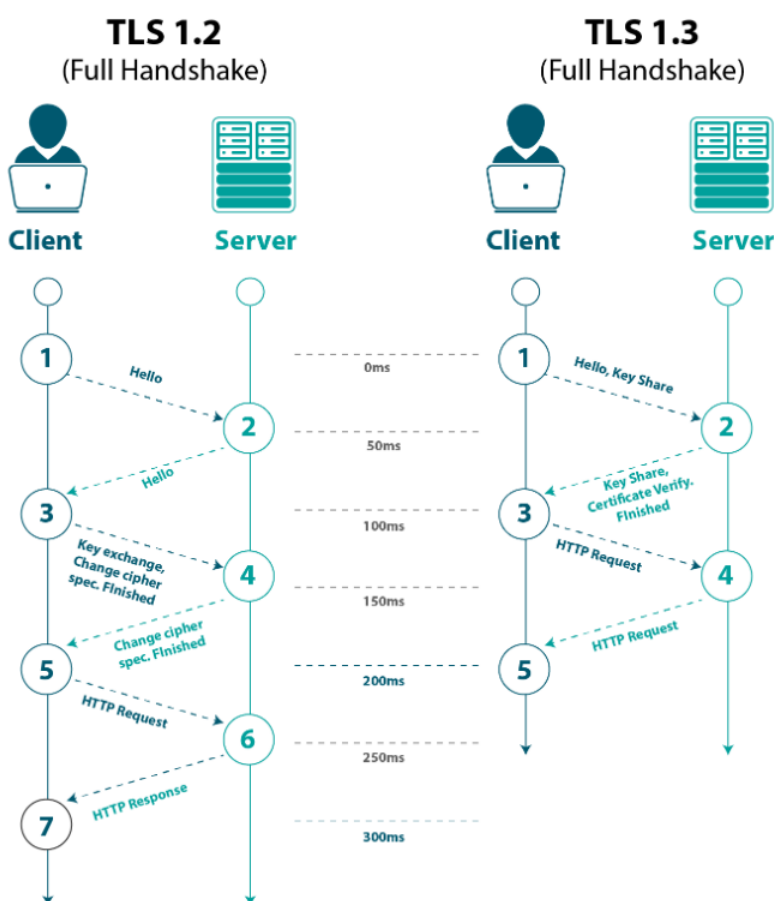 TLS 1.2
(Full Handshake)
TLS 1.3
(Full Handshake)
Client
Server
Client
Server
1
Hello
2
Hello
3
Key exchange,
Change cipher
spec. FInished
4
Change cipher
spec. FInished
5
HTTP Request
6
HTTP Response
7
0ms
50ms
100ms
150ms
200ms
250ms
300ms
1
Hello, Key Share
2
Key Share,
Certificate Verify.
FInished
3
HTTP Request
4
HTTP Request
5